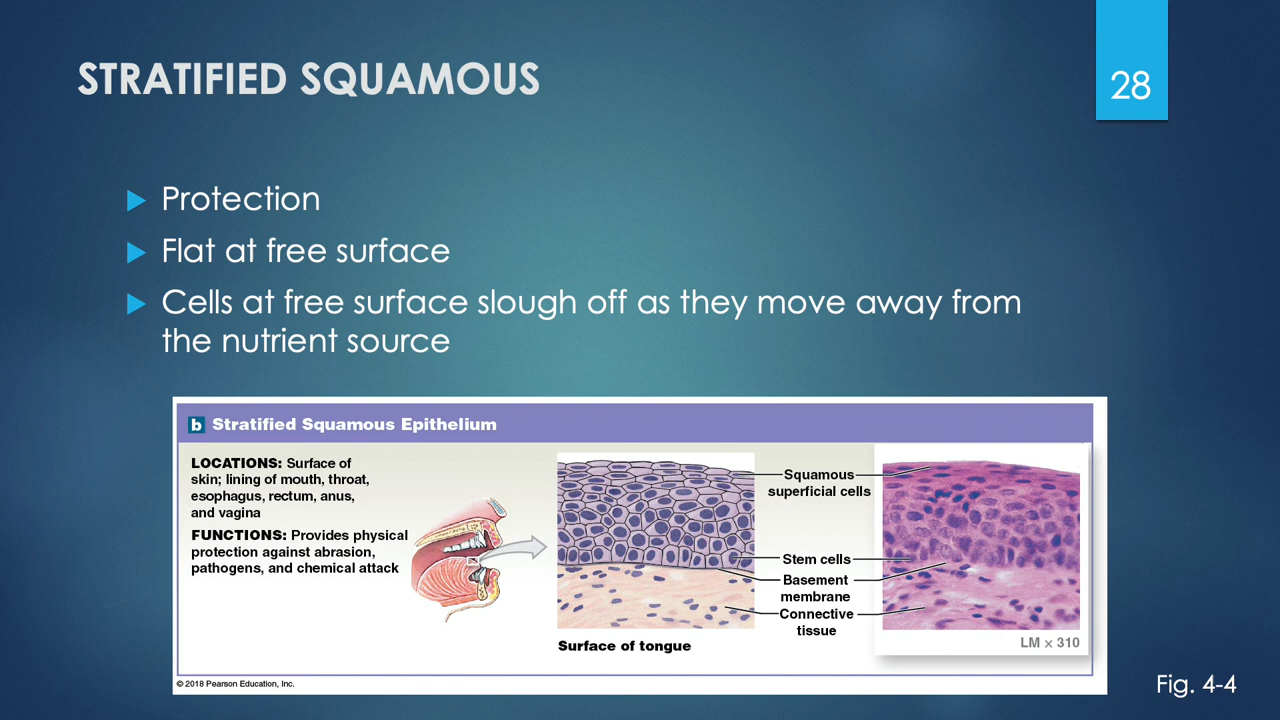 STRATIFIED SQUAMOUS
28
Protection
Flat at free surface
Cells at free surface slough off as they move away from
the nutrient source
b Stratified Squamous Epithelium
LOCATIONS: Surface of
skin; lining of mouth, throat,
esophagus, rectum, anus,
and vagina
FUNCTIONS: Provides physical
protection against abrasion,
pathogens, and chemical attack
Squamous
superficial cells
Stem cells
Basement
membrane
Connective
tissue
Surface of tongue
LM × 310
© 2018 Pearson Education, Inc.
Fig. 4-4